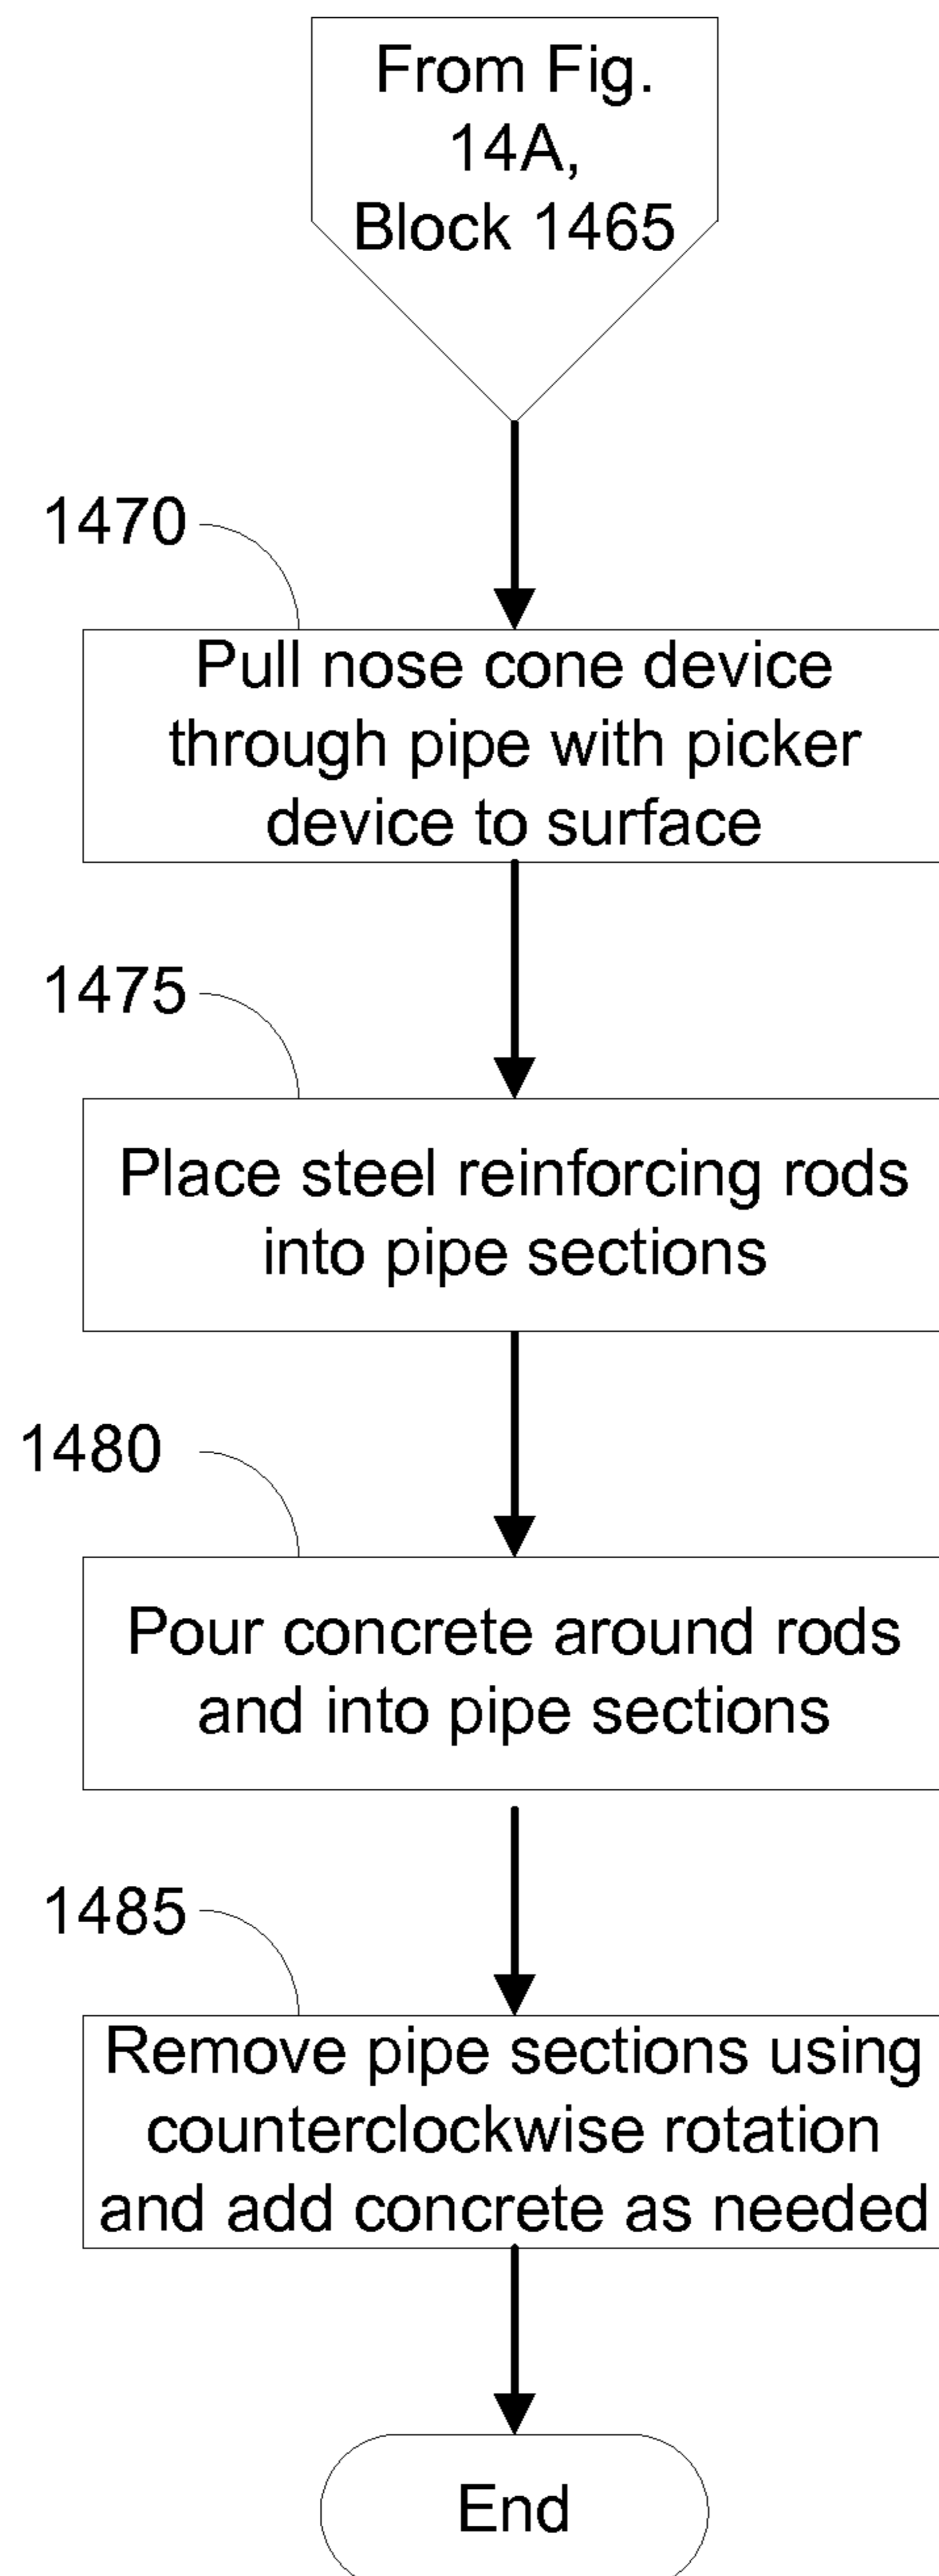 From Fig.
14A,
Block 1465
1470
Pull nose cone device
through pipe with picker
device to surface
1475
Place steel reinforcing rods
into pipe sections
1480
Pour concrete around rods
and into pipe sections
1485
Remove pipe sections using
counterclockwise rotation
and add concrete as needed
End